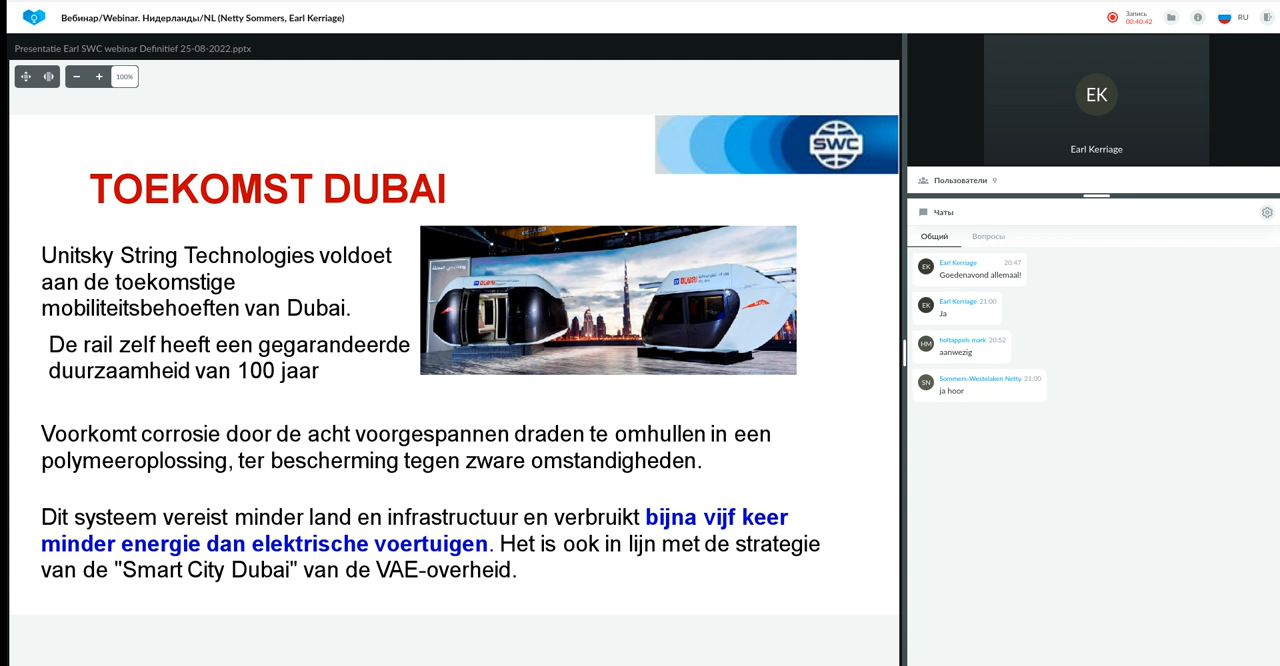 Вебинар/Webinar. Нидерланды/NL (Netty Sommers, Earl Kerriage)
Запись
00:40:42
RU
Presentatie Earl SWC webinar Definitief 25-08-2022.pptx
100%
SWC
TOEKOMST DUBAI
Unitsky String Technologies voldoet
aan de toekomstige
mobiliteitsbehoeften van Dubai.
De rail zelf heeft een gegarandeerde
duurzaamheid van 100 jaar
Voorkomt corrosie door de acht voorgespannen draden te omhullen in een
polymeeroplossing, ter bescherming tegen zware omstandigheden.
Dit systeem vereist minder land en infrastructuur en verbruikt bijna vijf keer
minder energie dan elektrische voertuigen. Het is ook in lijn met de strategie
van de "Smart City Dubai" van de VAE-overheid.
EK
Earl Kerriage
Пользователи 9
Чаты
Общий Вопросы
EK
Earl Kerriage 20:47
Goedenavond allemaal!
EK
Earl Kerriage 21:00
Ja
HM
holtappels mark 20:52
aanwezig
SN
Sommers-Westelaken Netty 21:00
ja hoor